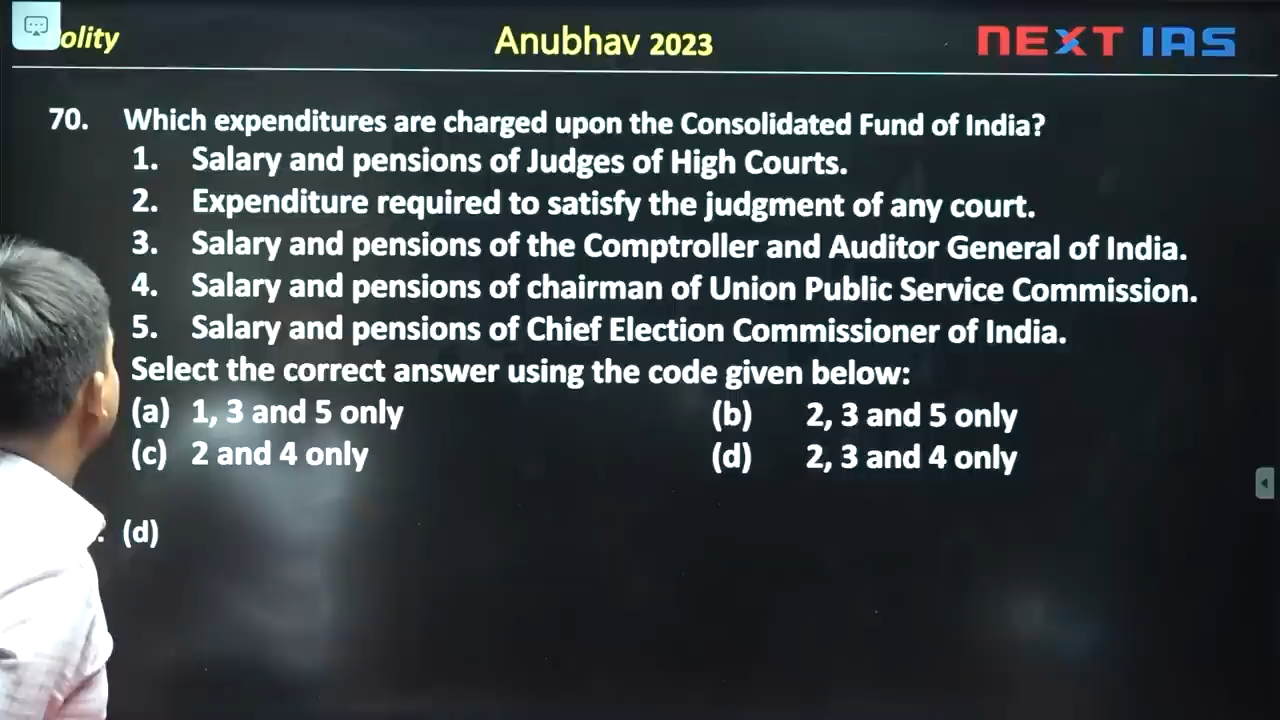 olity
Anubhav 2023
NEXT IAS
70. Which expenditures are charged upon the Consolidated Fund of India?
1. Salary and pensions of Judges of High Courts.
2. Expenditure required to satisfy the judgment of any court.
3. Salary and pensions of the Comptroller and Auditor General of India.
4. Salary and pensions of chairman of Union Public Service Commission.
5. Salary and pensions of Chief Election Commissioner of India.
Select the correct answer using the code given below:
(a) 1, 3 and 5 only (b) 2, 3 and 5 only
(c) 2 and 4 only (d) 2, 3 and 4 only
. (d)